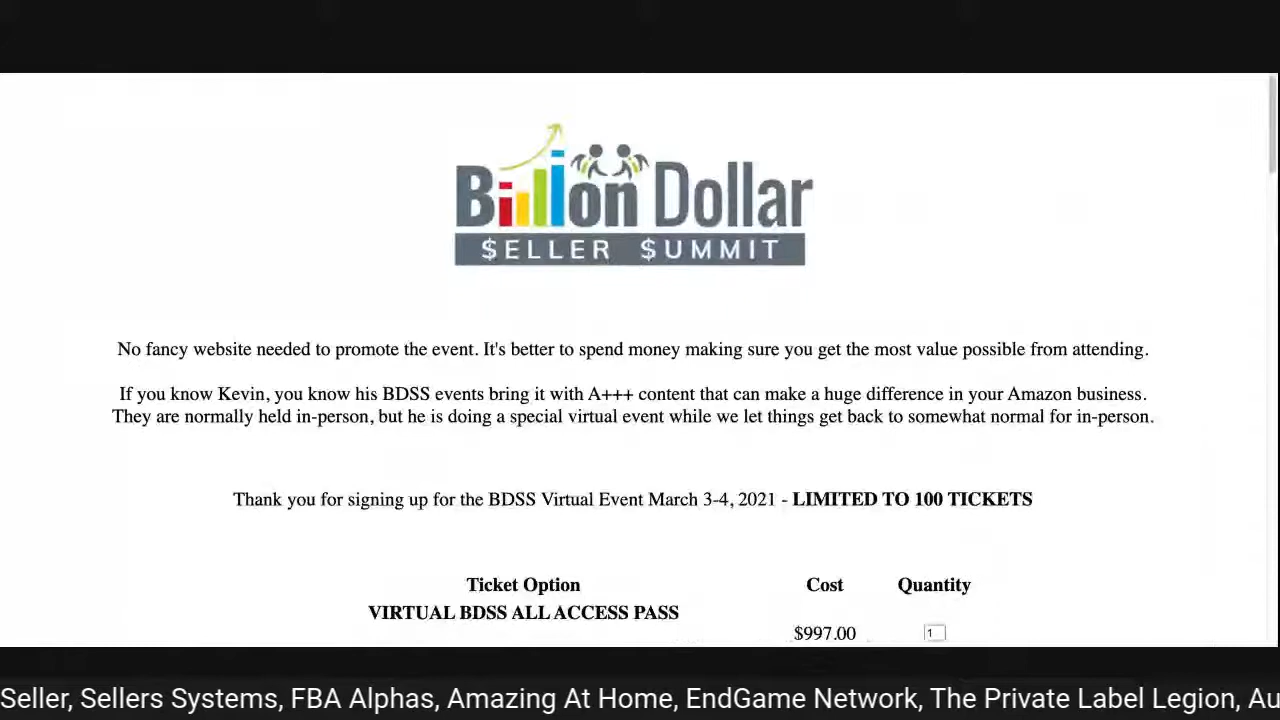 Billion Dollar
$ELLER $UMMIT
No fancy website needed to promote the event. It's better to spend money making sure you get the most value possible from attending.
If you know Kevin, you know his BDSS events bring it with A+++ content that can make a huge difference in your Amazon business.
They are normally held in-person, but he is doing a special virtual event while we let things get back to somewhat normal for in-person.
Thank you for signing up for the BDSS Virtual Event March 3-4, 2021 - LIMITED TO 100 TICKETS
Ticket Option Cost Quantity
VIRTUAL BDSS ALL ACCESS PASS
$997.00 1
Seller, Sellers Systems, FBA Alphas, Amazing At Home, EndGame Network, The Private Label Legion, Au